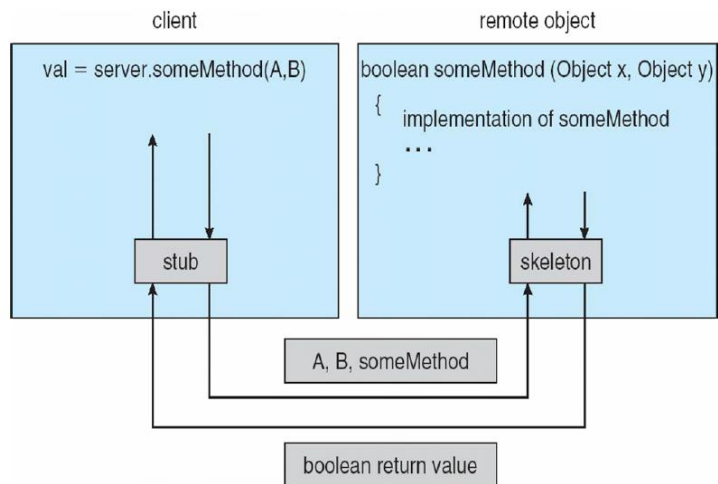 client
remote object
val = server.someMethod(A,B)
boolean someMethod (Object x, Object y)
{
implementation of someMethod
...
}
stub
skeleton
A, B, someMethod
boolean return value